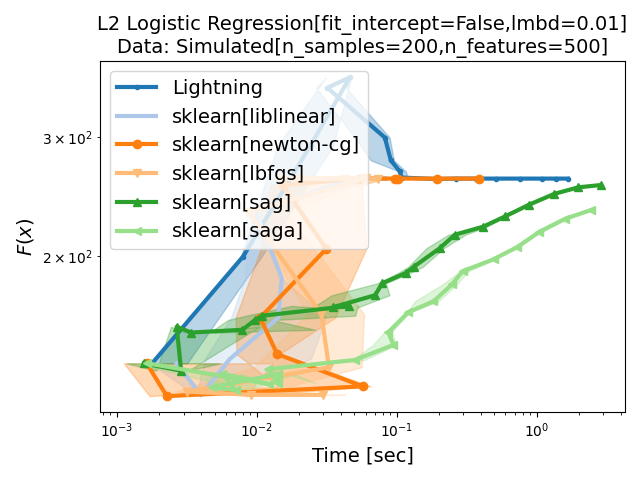 L2 Logistic Regression[fit_intercept=False,lmbd=0.01]
Data: Simulated[n_samples=200,n_features=500]
Lightning
sklearn[liblinear]
sklearn[newton-cg]
sklearn[lbfgs]
sklearn[sag]
sklearn[saga]
3 × 10²
2 × 10²
F(x)
10⁻³ 10⁻² 10⁻¹ 10⁰
Time [sec]